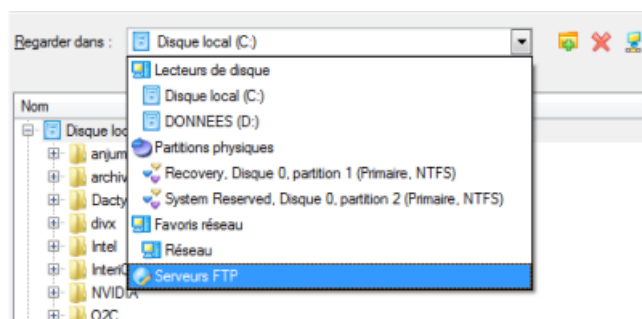 Regarder dans : Disque local (C:)
Lecteurs de disque
Disque local (C:)
DONNEES (D:)
Partitions physiques
Recovery, Disque 0, partition 1 (Primaire, NTFS)
System Reserved, Disque 0, partition 2 (Primaire, NTFS)
Favoris réseau
Réseau
Serveurs FTP
Nom
Disque loc
anjum
archiv
Dacty
divx
Intel
NVIDIA
O2C